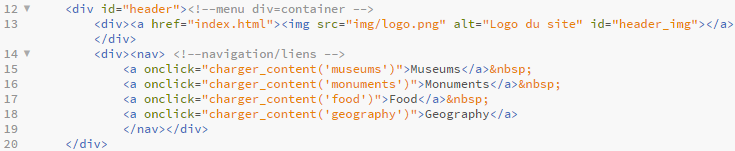 12 ▼ <div id="header"><!--menu div=container -->
13 <div><a href="index.html"><img src="img/logo.png" alt="Logo du site" id="header_img"></a>
</div>
14 ▼ <div><nav> <!--navigation/liens -->
15 <a onclick="charger_content('museums')">Museums</a>&nbsp;
16 <a onclick="charger_content('monuments')">Monuments</a>&nbsp;
17 <a onclick="charger_content('food')">Food</a>&nbsp;
18 <a onclick="charger_content('geography')">Geography</a>
19 </nav></div>
20 </div>